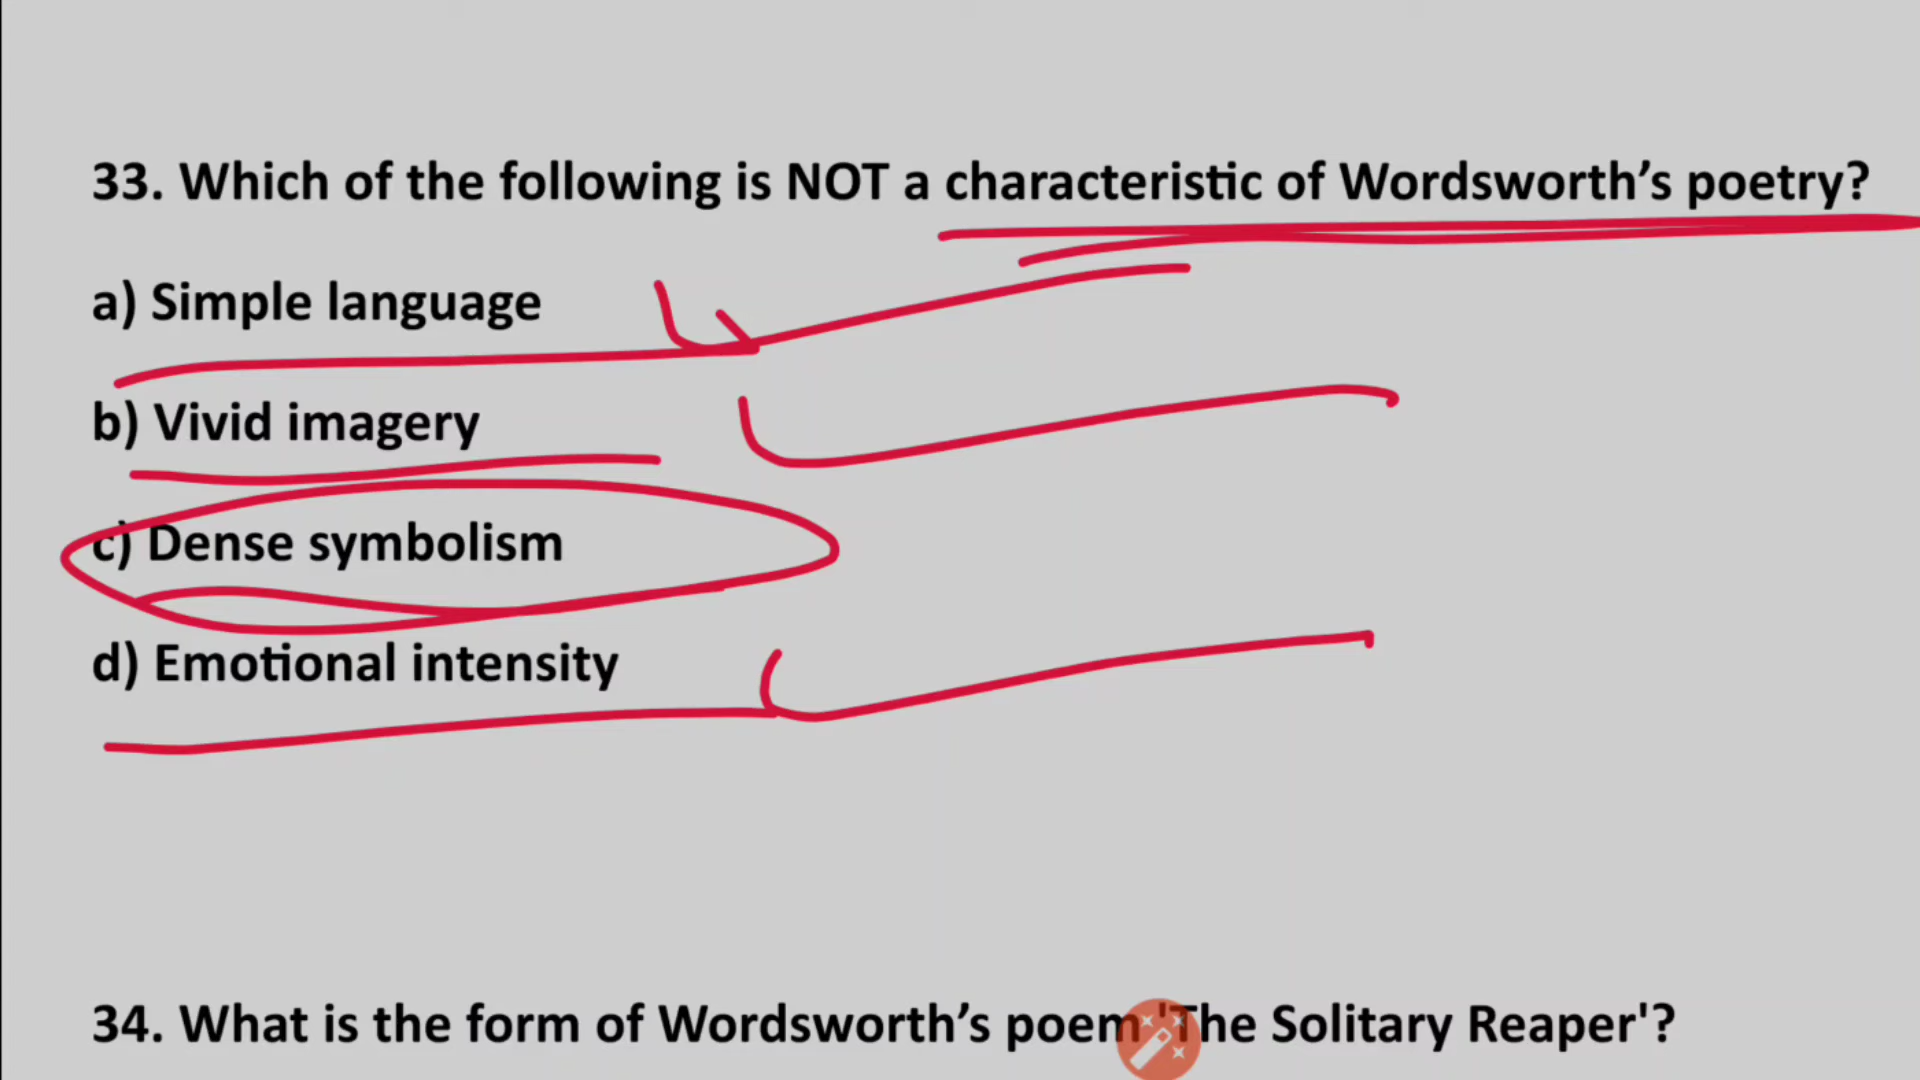 33. Which of the following is NOT a characteristic of Wordsworth’s poetry?
a) Simple language
b) Vivid imagery
c) Dense symbolism
d) Emotional intensity
34. What is the form of Wordsworth’s poem 'The Solitary Reaper'?